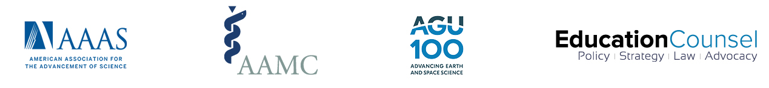 AAAS
AMERICAN ASSOCIATION FOR
THE ADVANCEMENT OF SCIENCE
AAMC
AGU
100
ADVANCING EARTH
AND SPACE SCIENCE
EducationCounsel
Policy | Strategy | Law | Advocacy